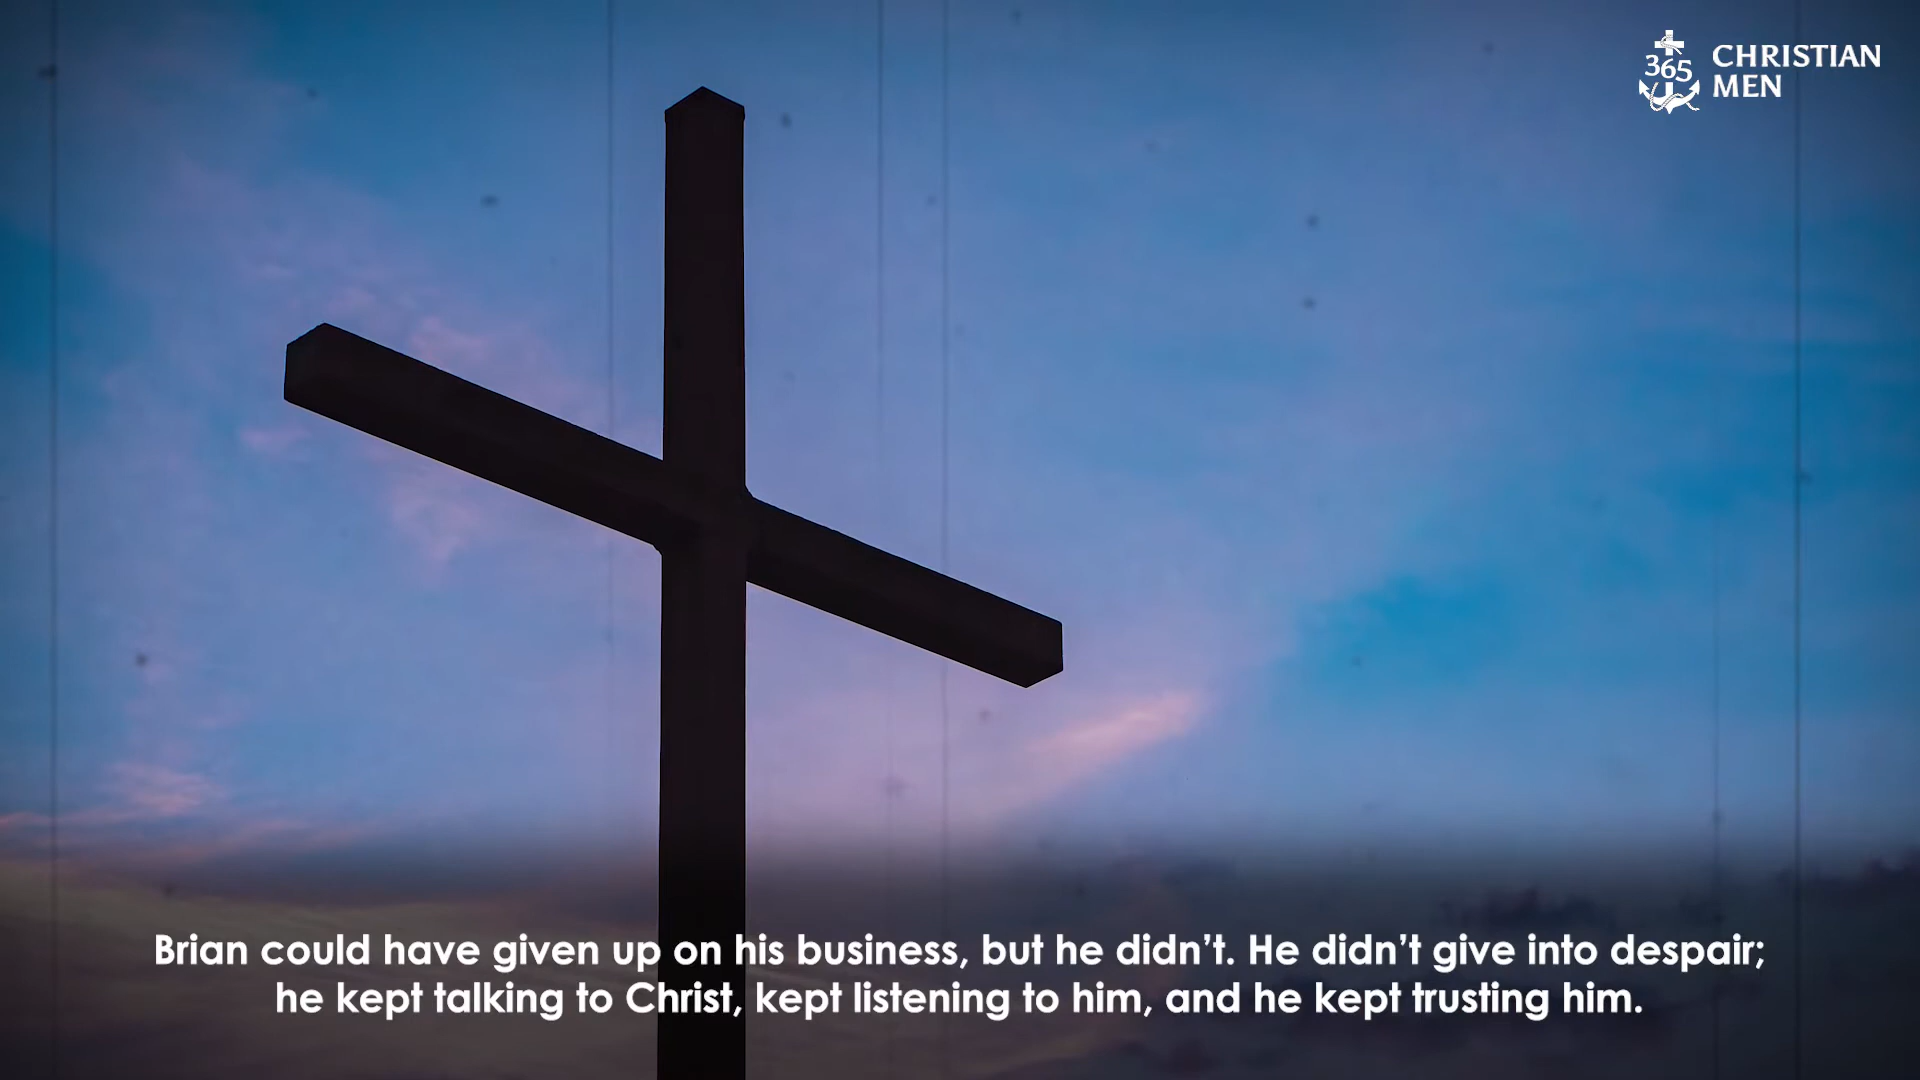 365
CHRISTIAN
MEN
Brian could have given up on his business, but he didn’t. He didn’t give into despair;
he kept talking to Christ, kept listening to him, and he kept trusting him.